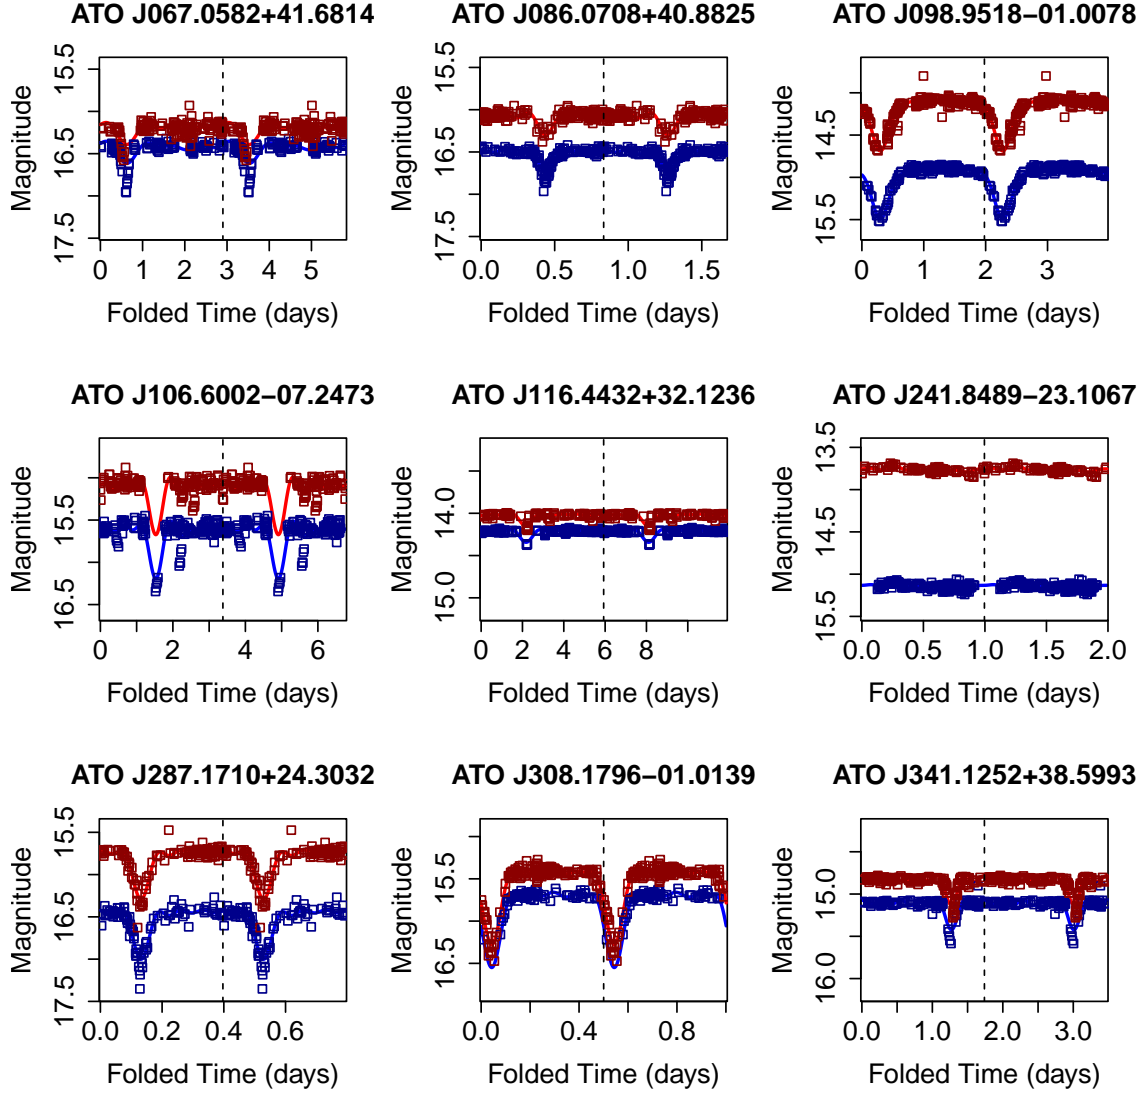 ATO J067.0582+41.6814
ATO J086.0708+40.8825
ATO J098.9518−01.0078
Magnitude
15.5
16.5
17.5
0 1 2 3 4 5
Folded Time (days)
Magnitude
15.5
16.5
17.5
0.0 0.5 1.0 1.5
Folded Time (days)
Magnitude
14.5
15.5
0 1 2 3
Folded Time (days)
ATO J106.6002−07.2473
ATO J116.4432+32.1236
ATO J241.8489−23.1067
Magnitude
15.5
16.5
0 2 4 6
Folded Time (days)
Magnitude
14.0
15.0
0 2 4 6 8
Folded Time (days)
Magnitude
13.5
14.5
15.5
0.0 0.5 1.0 1.5 2.0
Folded Time (days)
ATO J287.1710+24.3032
ATO J308.1796−01.0139
ATO J341.1252+38.5993
Magnitude
15.5
16.5
17.5
0.0 0.2 0.4 0.6
Folded Time (days)
Magnitude
15.5
16.5
0.0 0.4 0.8
Folded Time (days)
Magnitude
15.0
16.0
0.0 1.0 2.0 3.0
Folded Time (days)